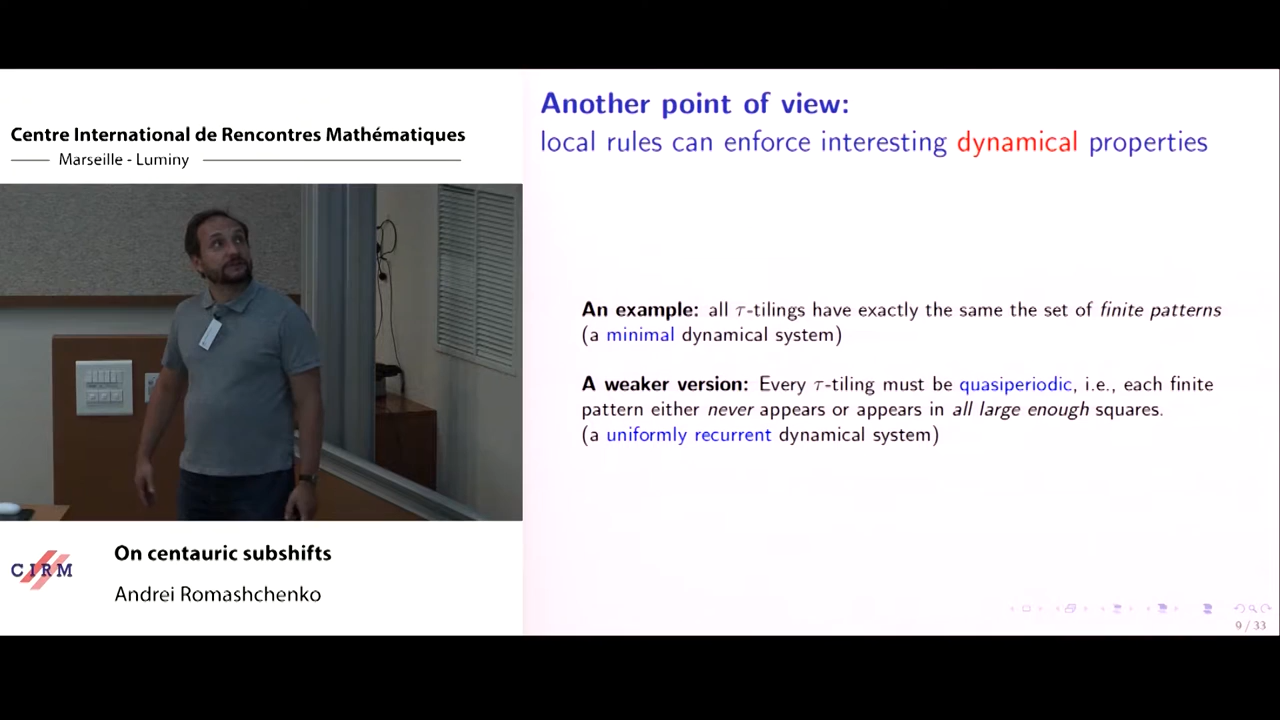 Centre International de Rencontres Mathématiques
Marseille - Luminy
CIRM
On centauric subshifts
Andrei Romashchenko
Another point of view:
local rules can enforce interesting dynamical properties
An example: all τ-tilings have exactly the same the set of finite patterns
(a minimal dynamical system)
A weaker version: Every τ-tiling must be quasiperiodic, i.e., each finite
pattern either never appears or appears in all large enough squares.
(a uniformly recurrent dynamical system)
9 / 33